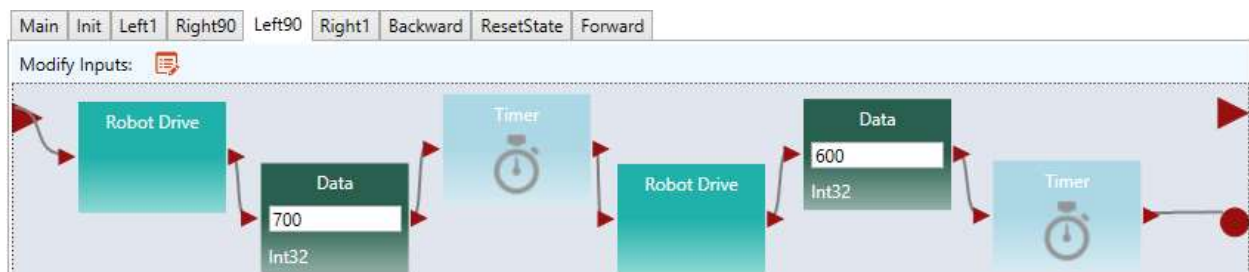 Main Init Left1 Right90 Left90 Right1 Backward ResetState Forward
Modify Inputs:
Robot Drive
Data
700
Int32
Timer
Robot Drive
Data
600
Int32
Timer